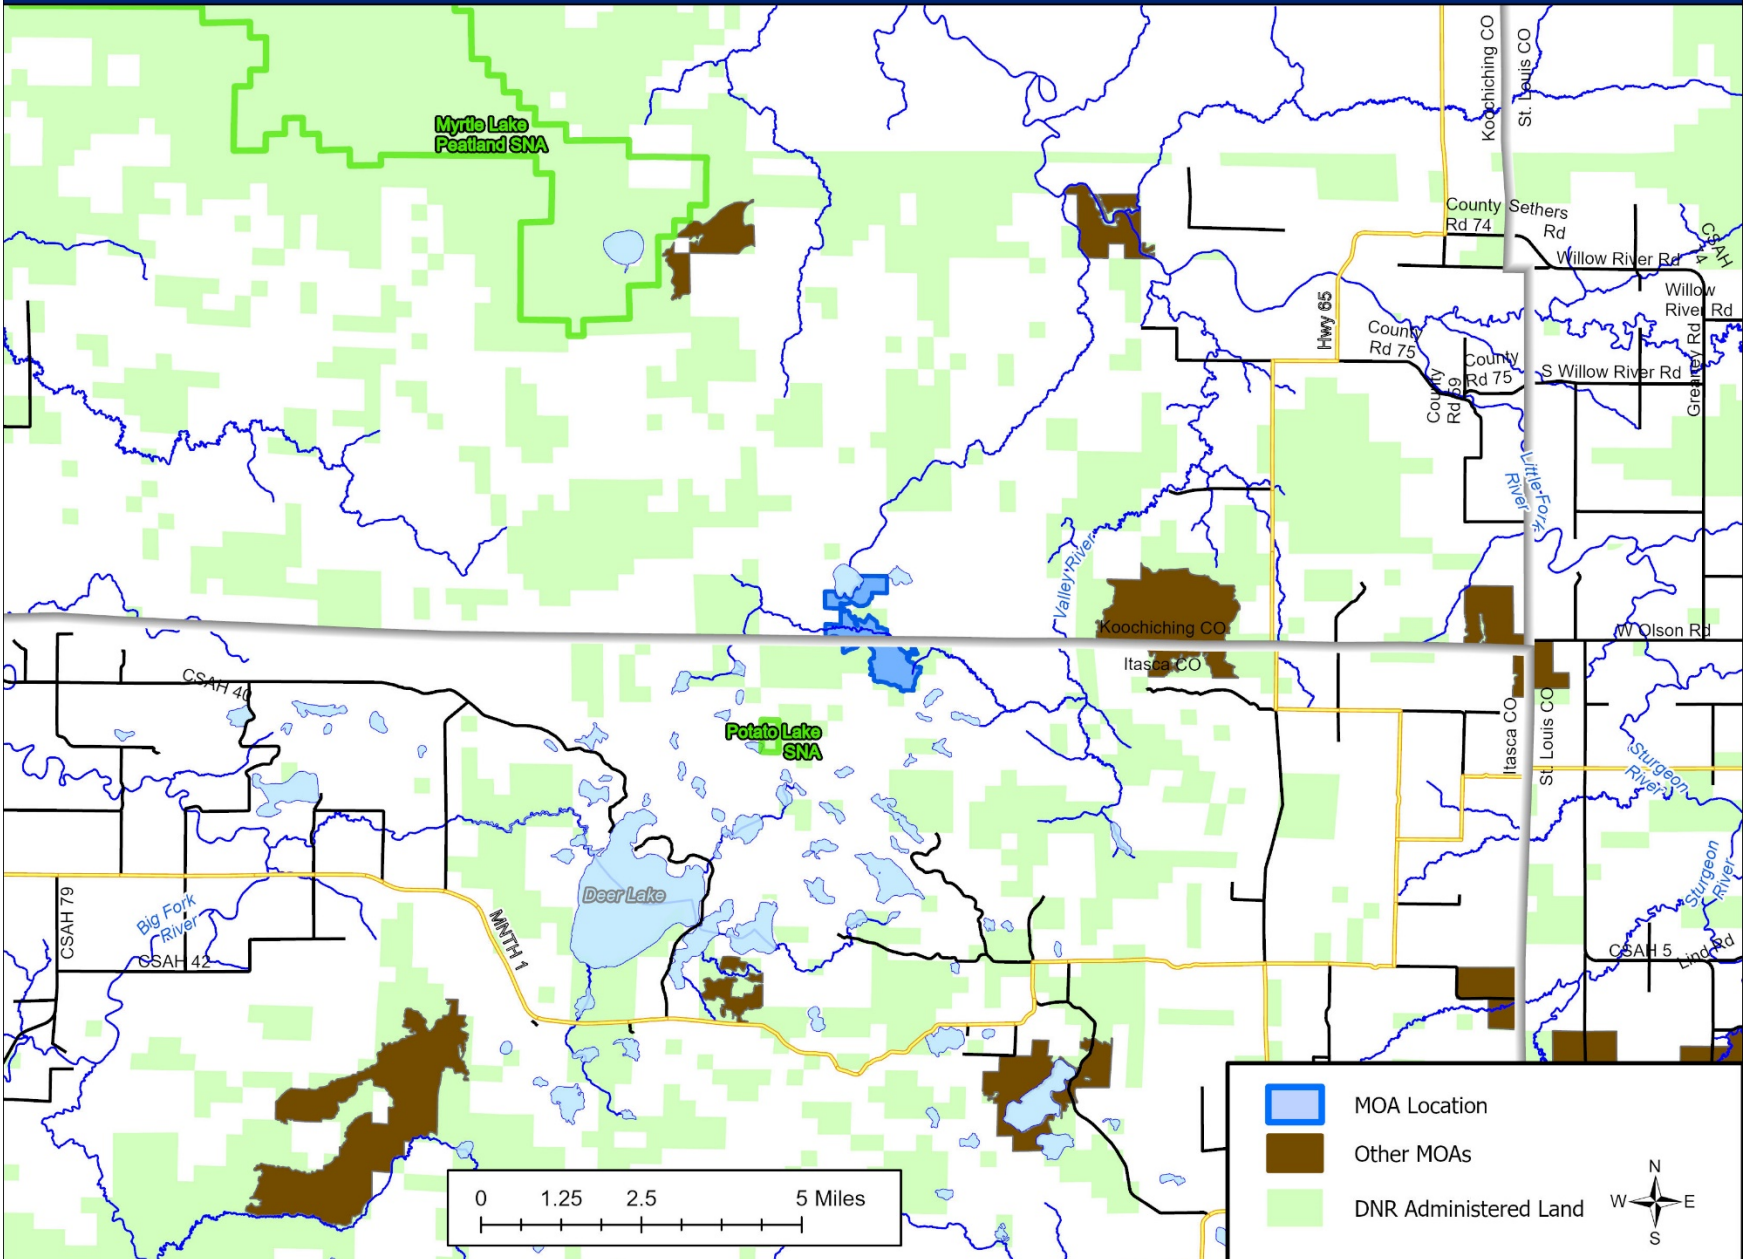 Koochiching CO
St. Louis CO
Myrtle Lake
Peatland SNA
County
Rd 74
Sethers
Rd
CSAH
74
Willow River Rd
Willow
River Rd
Hwy 65
County
Rd 75
County
Rd 75
County
Rd 59
S Willow River Rd
Greaney Rd
Little Fork
River
Valley River
Koochiching CO
Itasca CO
W Olson Rd
CSAH 40
Itasca CO
St. Louis CO
Potato Lake
SNA
Sturgeon
River
Deer Lake
Sturgeon
River
CSAH 79
Big Fork
River
MNTH 1
CSAH 42
CSAH 5
Lind Rd
MOA Location
Other MOAs
DNR Administered Land
N
W E
S
0 1.25 2.5 5 Miles